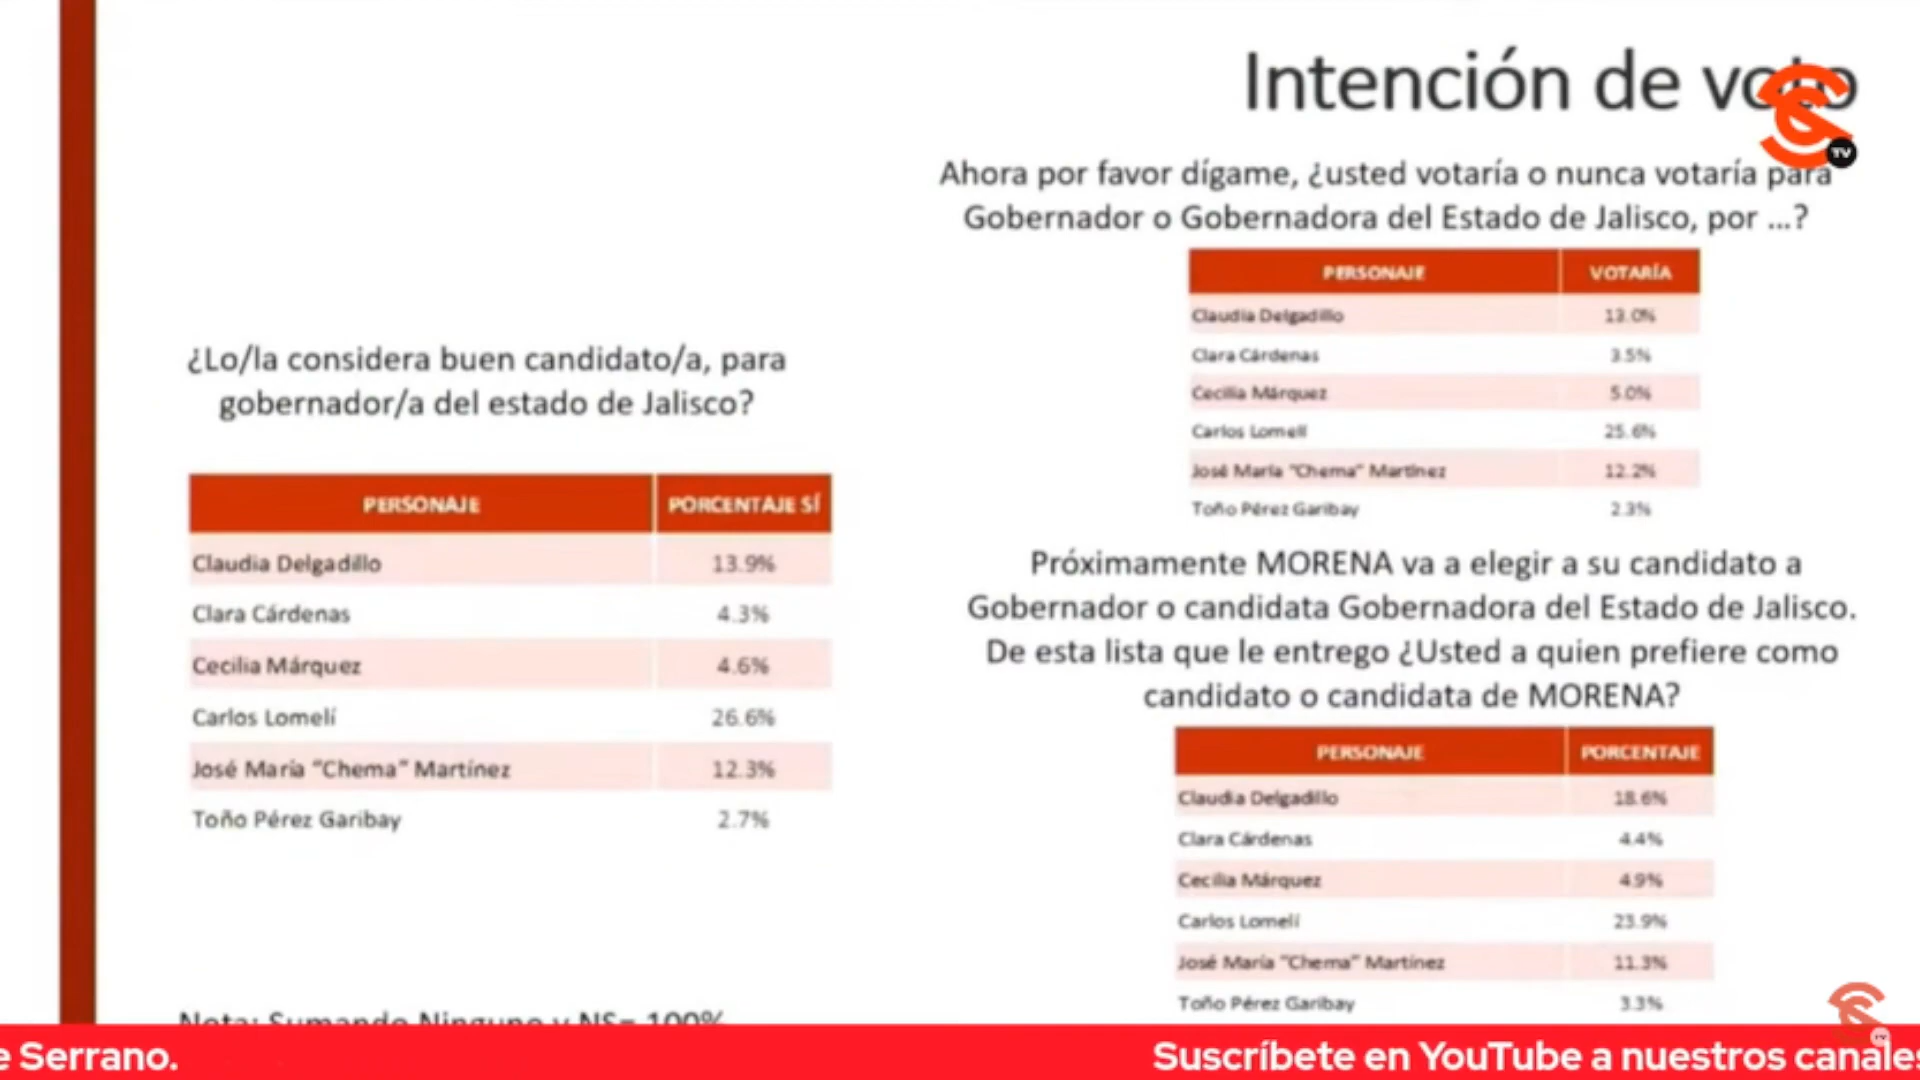 Intención de voto
TV
Ahora por favor dígame, ¿usted votaría o nunca votaría para
Gobernador o Gobernadora del Estado de Jalisco, por ...?
PERSONAJE VOTARÍA
Claudia Delgadillo 13.0%
Clara Cárdenas 3.5%
Cecilia Márquez 5.0%
Carlos Lomelí 25.6%
José María "Chema" Martínez 12.2%
Toño Pérez Garibay 2.3%
¿Lo/la considera buen candidato/a, para
gobernador/a del estado de Jalisco?
PERSONAJE PORCENTAJE SÍ
Claudia Delgadillo 13.9%
Clara Cárdenas 4.3%
Cecilia Márquez 4.6%
Carlos Lomelí 26.6%
José María "Chema" Martínez 12.3%
Toño Pérez Garibay 2.7%
Próximamente MORENA va a elegir a su candidato a
Gobernador o candidata Gobernadora del Estado de Jalisco.
De esta lista que le entrego ¿Usted a quien prefiere como
candidato o candidata de MORENA?
PERSONAJE PORCENTAJE
Claudia Delgadillo 18.6%
Clara Cárdenas 4.4%
Cecilia Márquez 4.9%
Carlos Lomelí 23.9%
José María "Chema" Martínez 11.3%
Toño Pérez Garibay 3.3%
Nota: Sumando Ninguno y NS= 100%
TV
e Serrano. Suscríbete en YouTube a nuestros canales